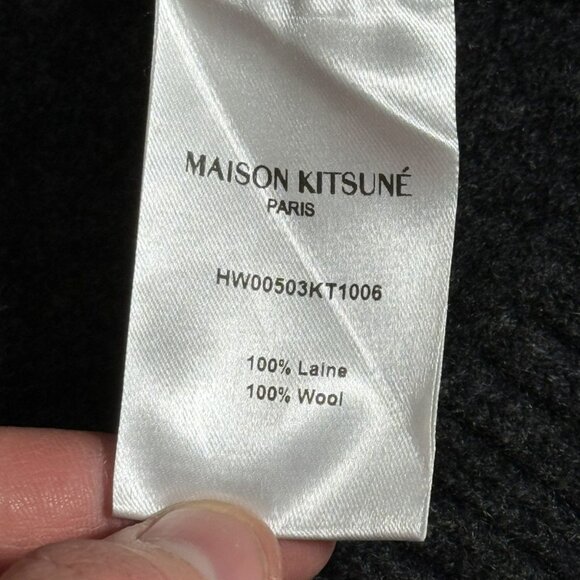 MAISON KITSUNÉ
PARIS
HW00503KT1006
100% Laine
100% Wool